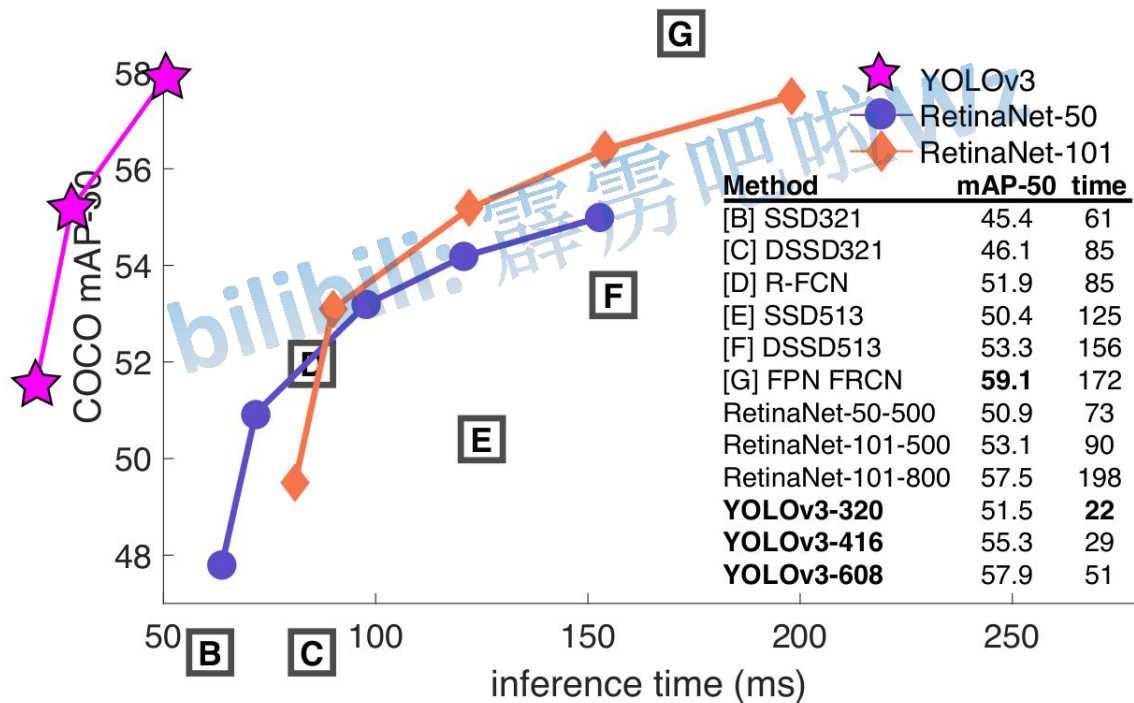 G
58
YOLOv3
RetinaNet-50
RetinaNet-101
56
COCO mAP-50
Method mAP-50 time
[B] SSD321 45.4 61
[C] DSSD321 46.1 85
[D] R-FCN 51.9 85
[E] SSD513 50.4 125
[F] DSSD513 53.3 156
[G] FPN FRCN 59.1 172
RetinaNet-50-500 50.9 73
RetinaNet-101-500 53.1 90
RetinaNet-101-800 57.5 198
YOLOv3-320 51.5 22
YOLOv3-416 55.3 29
YOLOv3-608 57.9 51
bilibili: 霹雳吧啦Wz
54
F
52
D
E
50
48
50 100 150 200 250
B
C
inference time (ms)